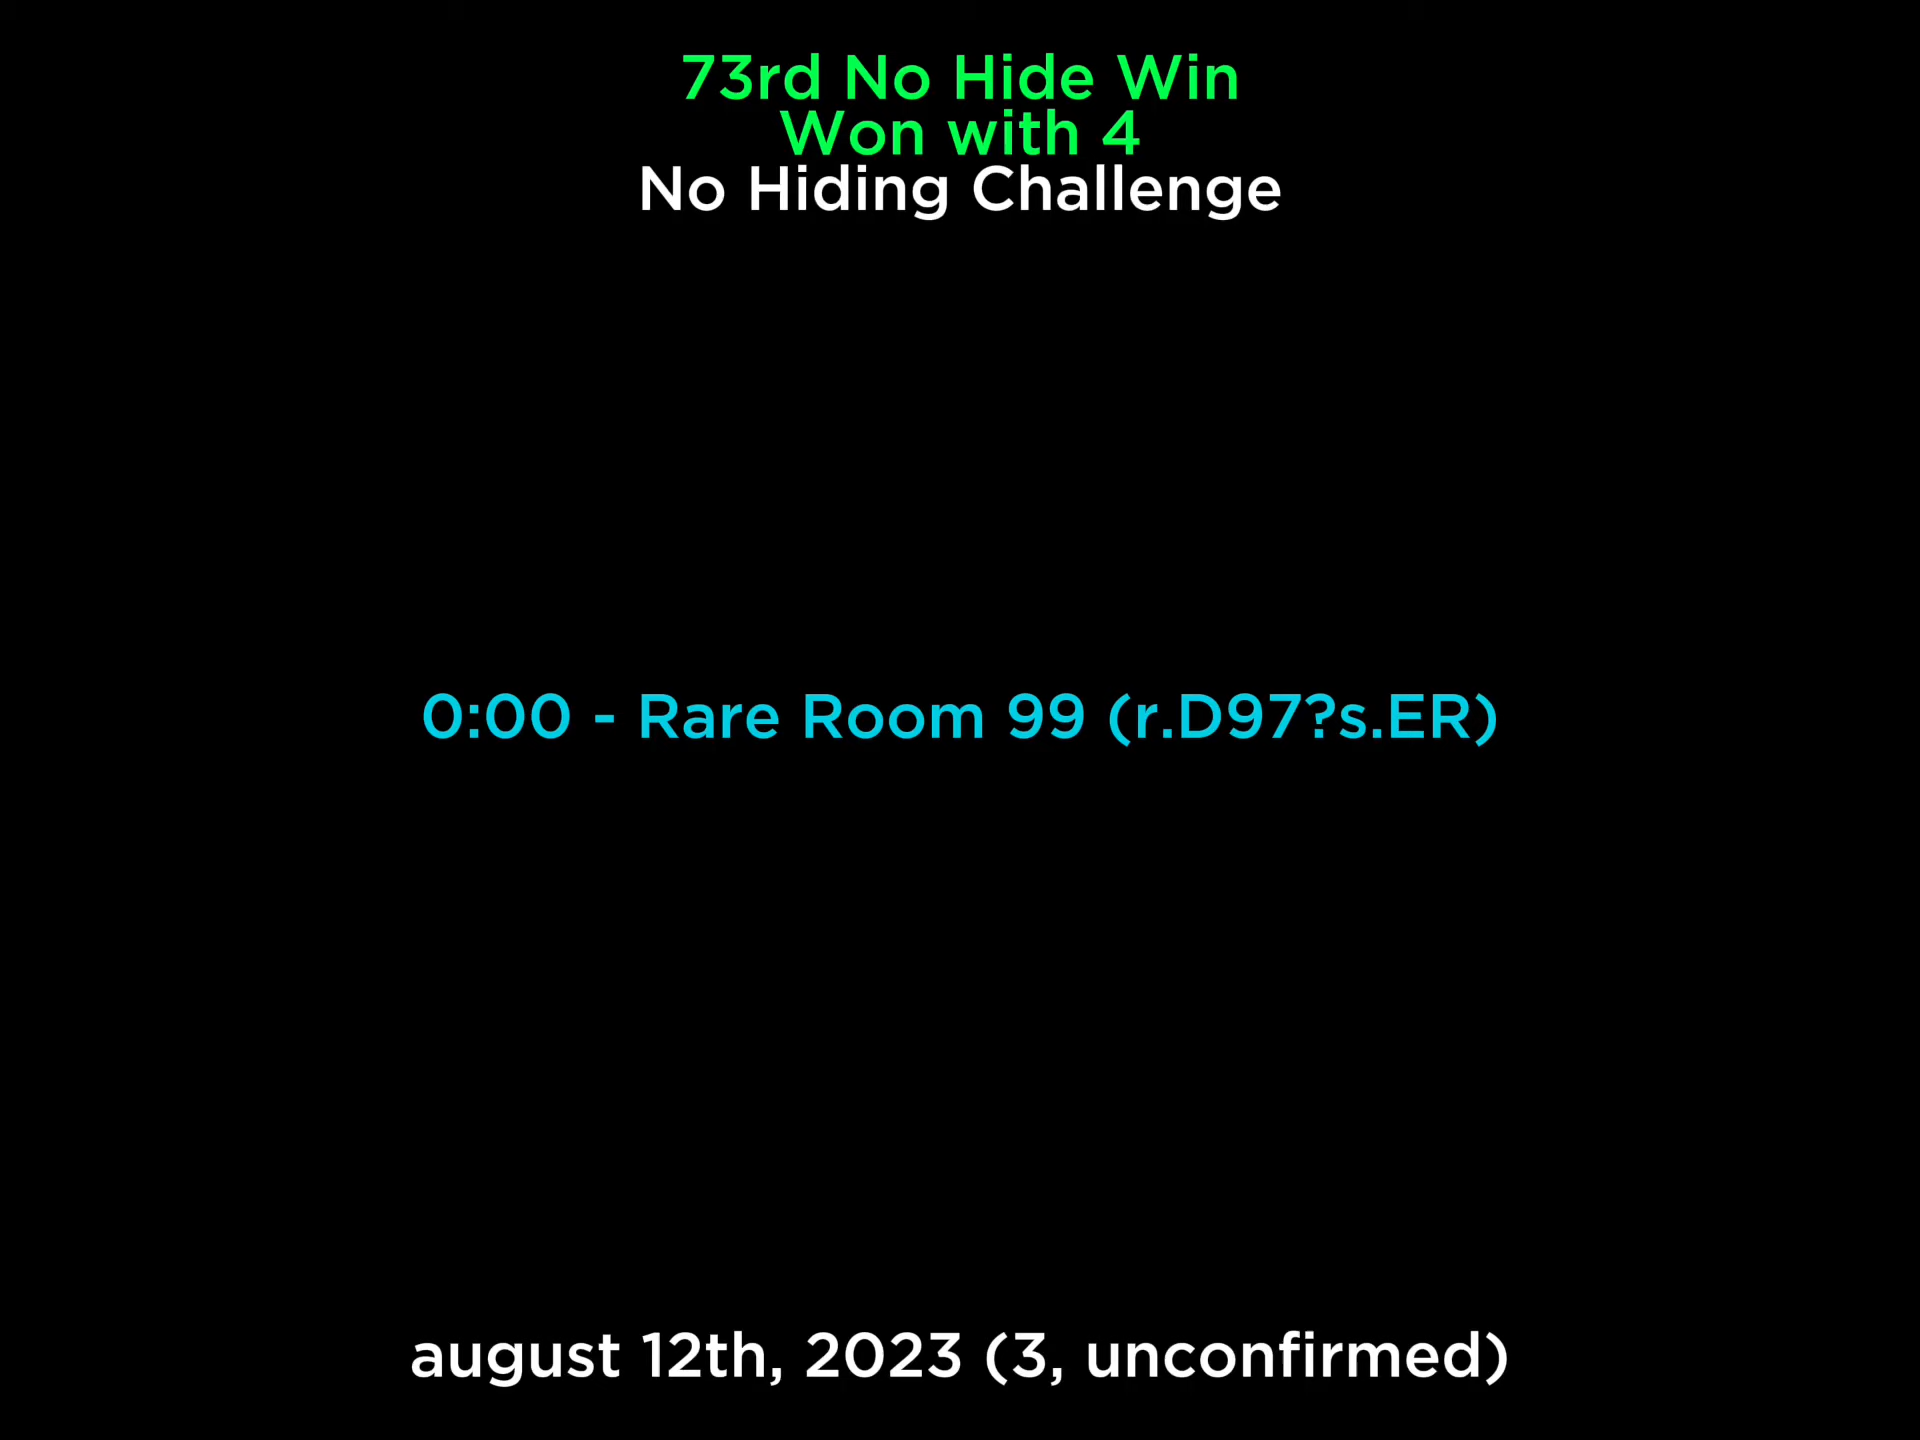 73rd No Hide Win
Won with 4
No Hiding Challenge
0:00 - Rare Room 99 (r.D97?s.ER)
august 12th, 2023 (3, unconfirmed)